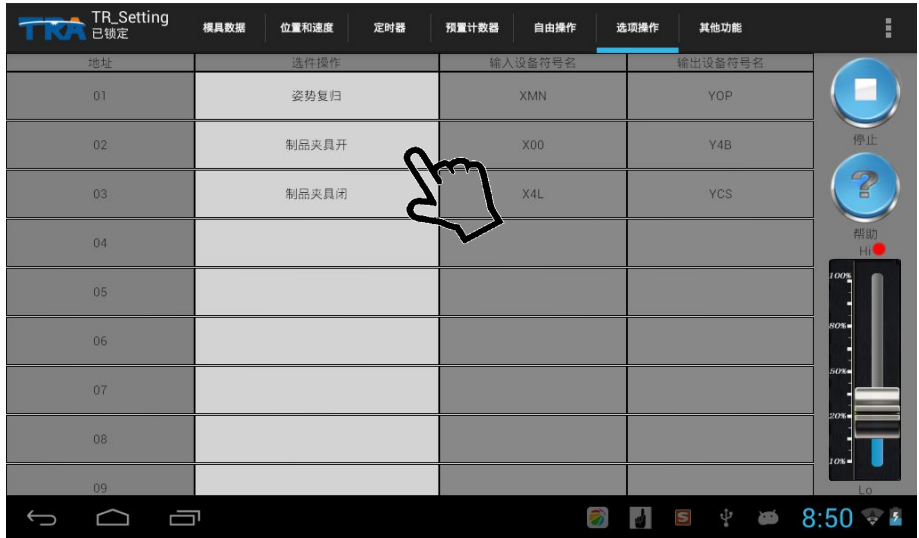 TRA TR_Setting
已锁定
模具数据 位置和速度 定时器 预置计数器 自由操作 选项操作 其他功能
地址 选件操作 输入设备符号名 输出设备符号名
01 姿势复归 XMN YOP
02 制品夹具开 X00 Y4B
停止
03 制品夹具闭 X4L YCS
04
帮助
Hi
05
100%
06
80%
07
50%
08
20%
10%
09
Lo
8:50